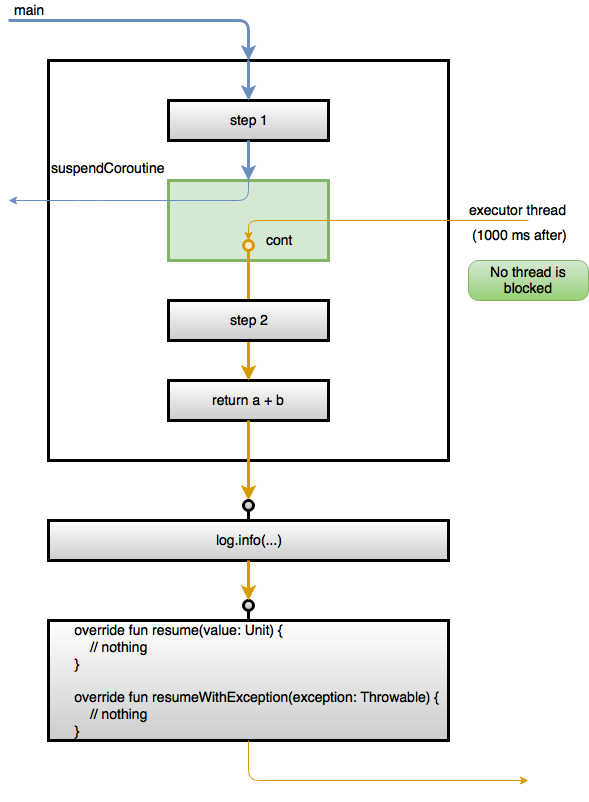 main
step 1
suspendCoroutine
executor thread
(1000 ms after)
cont
No thread is
blocked
step 2
return a + b
log.info(...)
override fun resume(value: Unit) {
    // nothing
}
override fun resumeWithException(exception: Throwable) {
    // nothing
}